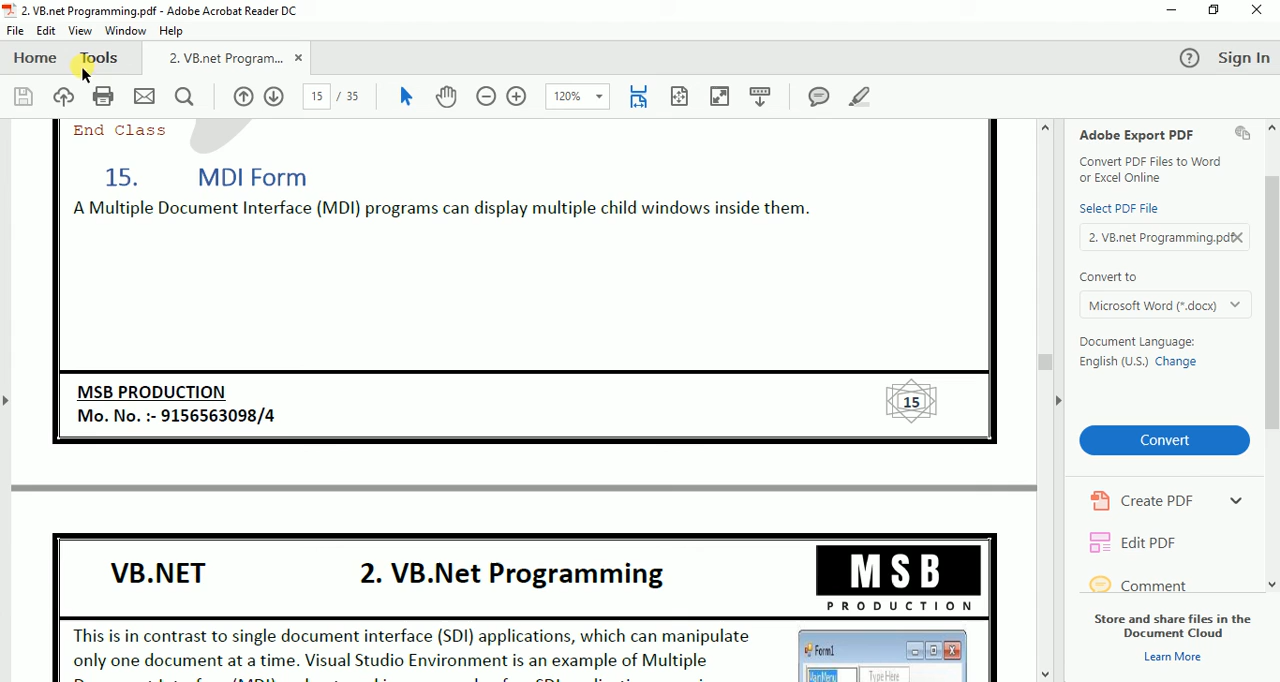 2. VB.net Programming.pdf - Adobe Acrobat Reader DC
File Edit View Window Help
Home Tools 2. VB.net Program... Sign In
15 / 35 120%
End Class
15. MDI Form
A Multiple Document Interface (MDI) programs can display multiple child windows inside them.
MSB PRODUCTION
Mo. No. :- 9156563098/4
15
VB.NET 2. VB.Net Programming MSB
PRODUCTION
This is in contrast to single document interface (SDI) applications, which can manipulate
only one document at a time. Visual Studio Environment is an example of Multiple
Form1
Type Here
Adobe Export PDF
Convert PDF Files to Word
or Excel Online
Select PDF File
2. VB.net Programming.pdf
Convert to
Microsoft Word (*.docx)
Document Language:
English (U.S.) Change
Convert
Create PDF
Edit PDF
Comment
Store and share files in the
Document Cloud
Learn More